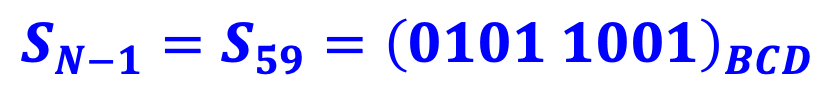 S_{N-1} = S_{59} = (0101 1001)_{BCD}